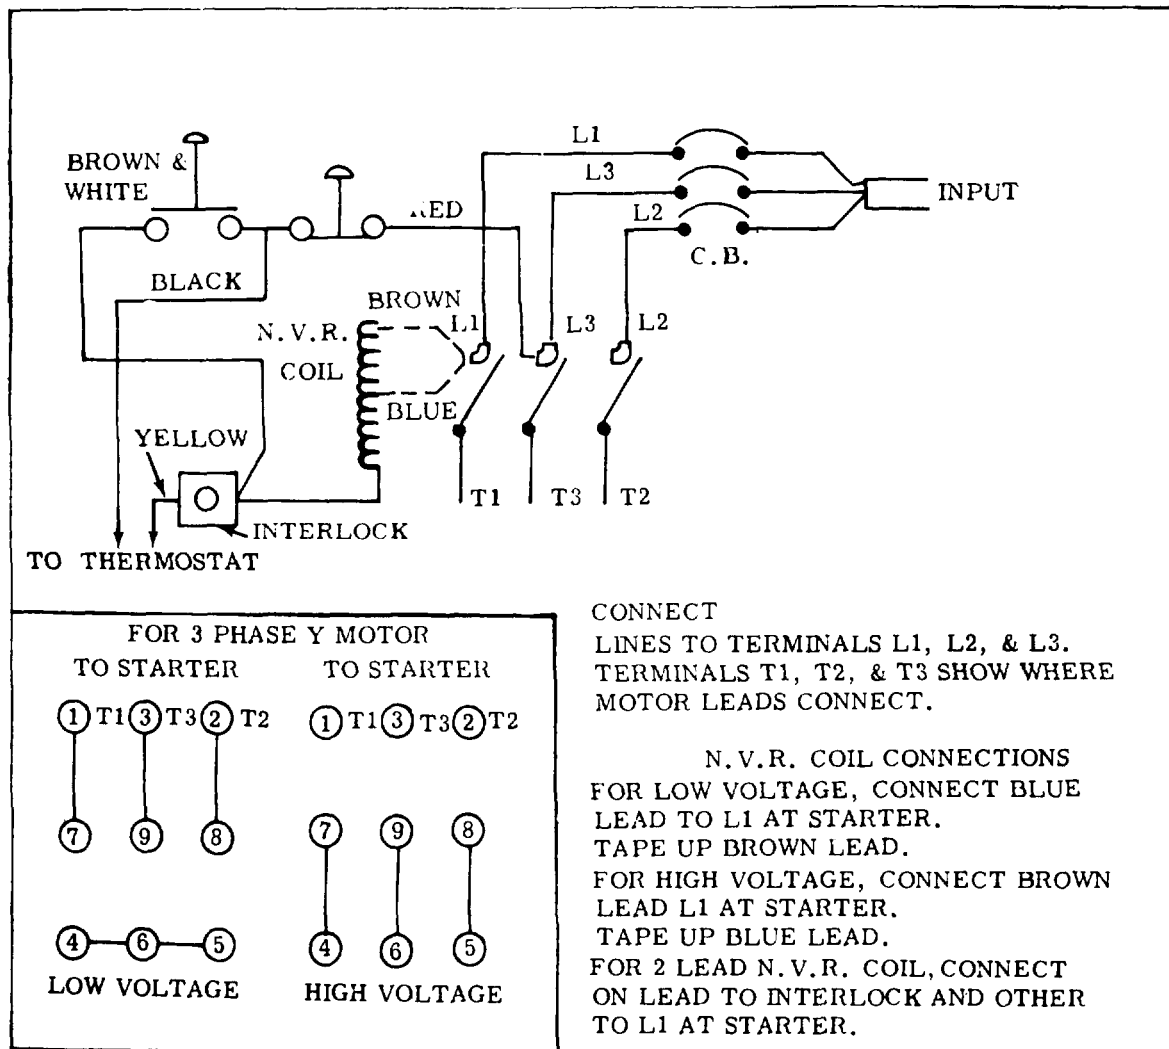 L1
BROWN &
WHITE
L3
INPUT
L2
C.B.
BLACK
BROWN
N.V.R.
COIL
L1
L3
L2
BLUE
YELLOW
T1
T3
T2
INTERLOCK
TO THERMOSTAT
FOR 3 PHASE Y MOTOR
TO STARTER
TO STARTER
1 T1 3 T3 2 T2
1 T1 3 T3 2 T2
7 9 8
7 9 8
4 6 5
4 6 5
LOW VOLTAGE
HIGH VOLTAGE
CONNECT
LINES TO TERMINALS L1, L2, & L3.
TERMINALS T1, T2, & T3 SHOW WHERE
MOTOR LEADS CONNECT.
N.V.R. COIL CONNECTIONS
FOR LOW VOLTAGE, CONNECT BLUE
LEAD TO L1 AT STARTER.
TAPE UP BROWN LEAD.
FOR HIGH VOLTAGE, CONNECT BROWN
LEAD L1 AT STARTER.
TAPE UP BLUE LEAD.
FOR 2 LEAD N.V.R. COIL, CONNECT
ON LEAD TO INTERLOCK AND OTHER
TO L1 AT STARTER.